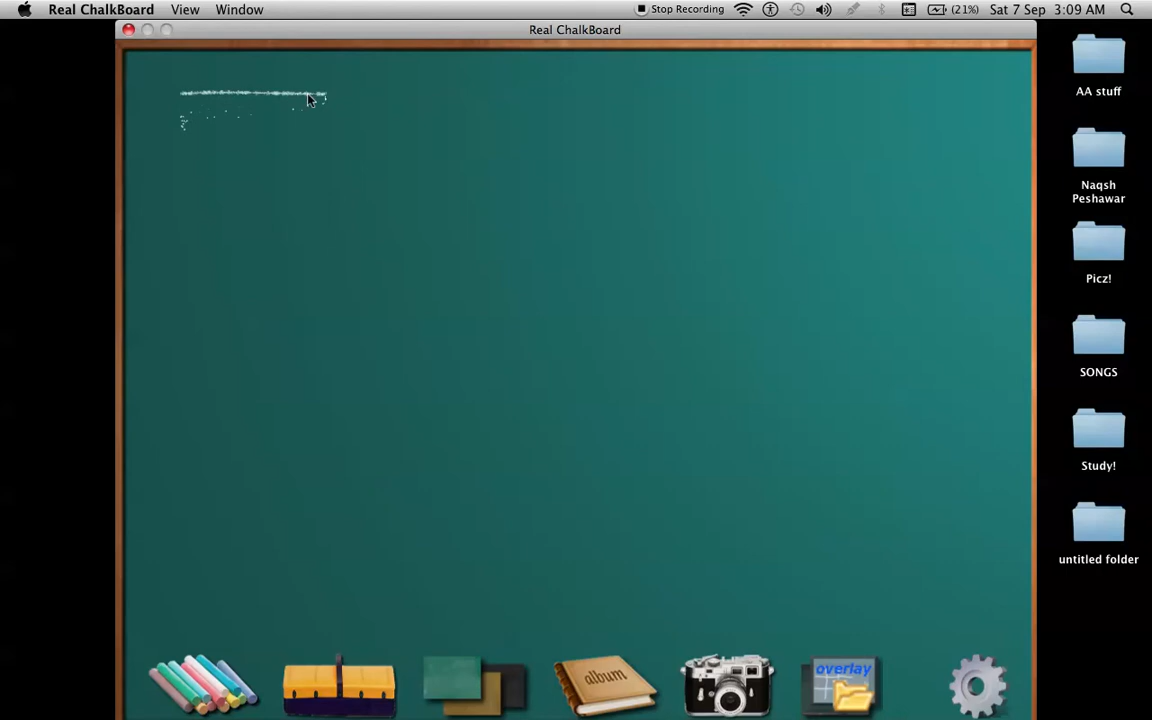 Real ChalkBoard View Window Stop Recording (21%) Sat 7 Sep 3:09 AM
Real ChalkBoard
AA stuff
Naqsh
Peshawar
Picz!
SONGS
Study!
untitled folder
album
overlay